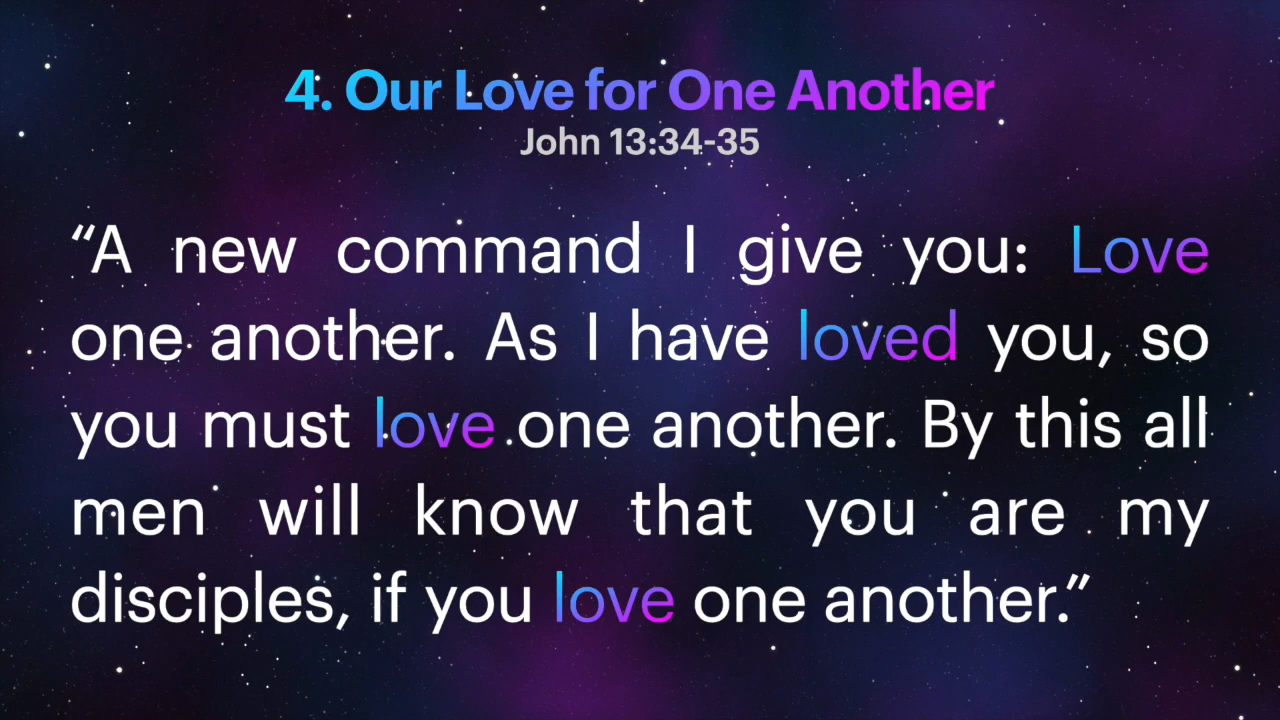 4. Our Love for One Another
John 13:34-35
“A new command I give you: Love
one another. As I have loved you, so
you must love one another. By this all
men will know that you are my
disciples, if you love one another.”